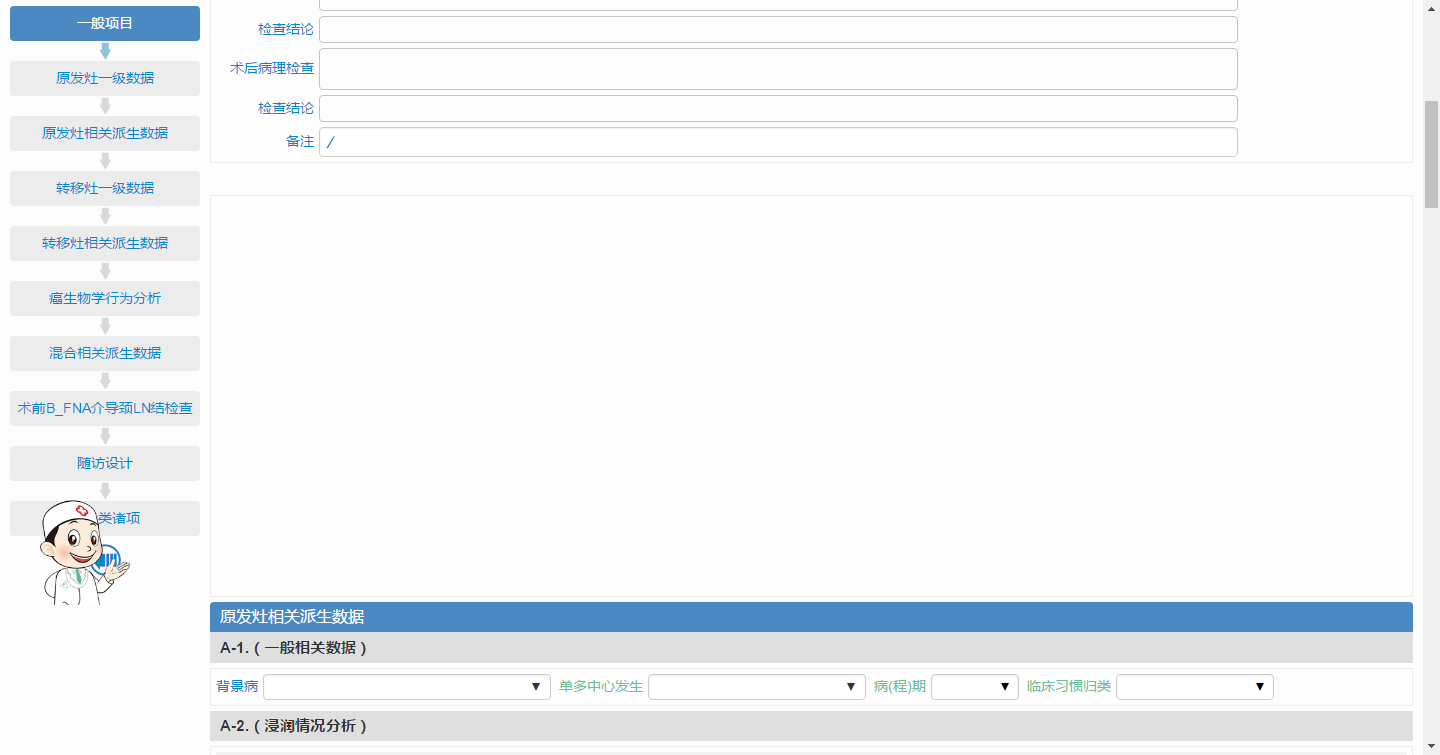 一般项目
原发灶一级数据
原发灶相关派生数据
转移灶一级数据
转移灶相关派生数据
癌生物学行为分析
混合相关派生数据
术前B_FNA介导颈LN结检查
随访设计
类诸项
检查结论
术后病理检查
检查结论
备注 /
原发灶相关派生数据
A-1. ( 一般相关数据 )
背景病 单多中心发生 病(程)期 临床习惯归类
A-2. ( 浸润情况分析 )